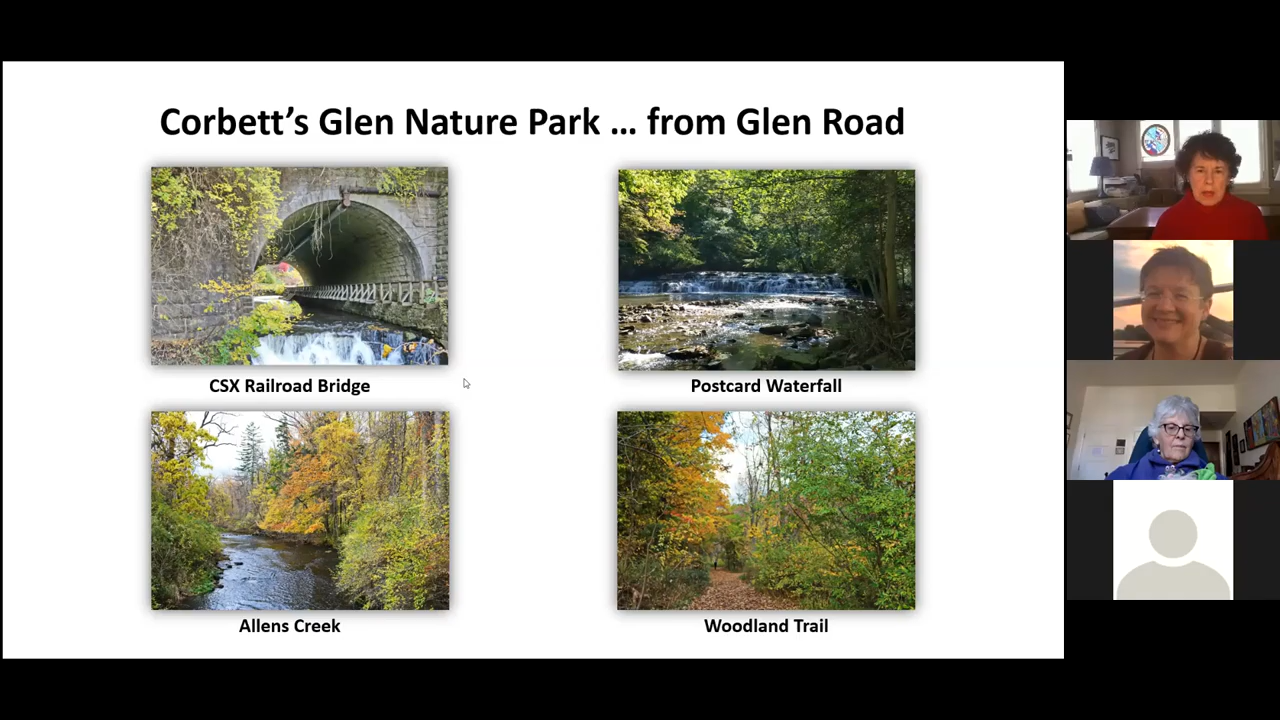 Corbett’s Glen Nature Park … from Glen Road
CSX Railroad Bridge
Postcard Waterfall
Allens Creek
Woodland Trail